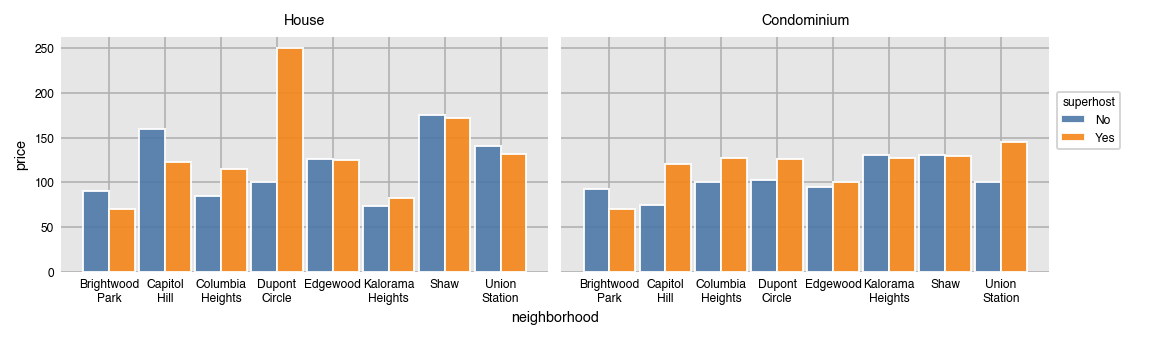 House
Condominium
250
200
150
100
50
0
price
Brightwood
Park
Capitol
Hill
Columbia
Heights
Dupont
Circle
Edgewood
Kalorama
Heights
Shaw
Union
Station
Brightwood
Park
Capitol
Hill
Columbia
Heights
Dupont
Circle
Edgewood
Kalorama
Heights
Shaw
Union
Station
neighborhood
superhost
No
Yes